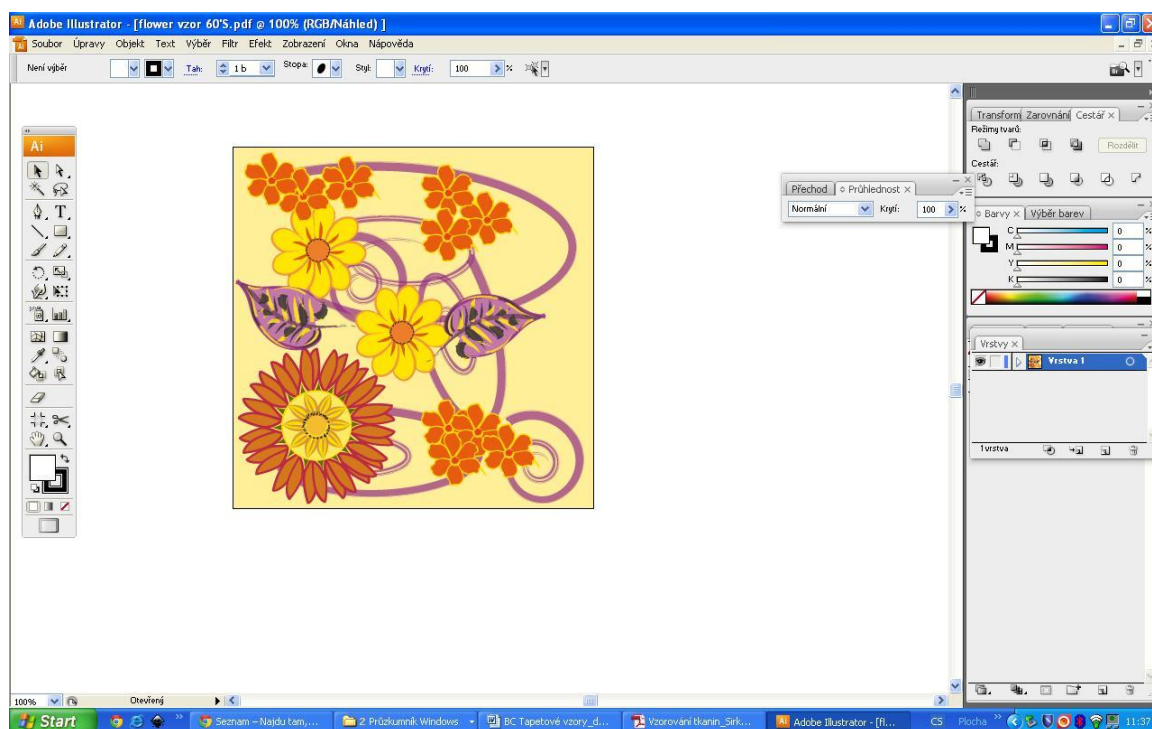 Adobe Illustrator - [flower vzor 60'S.pdf @ 100% (RGB/Náhled) ]
Soubor Úpravy Objekt Text Výběr Filtr Efekt Zobrazení Okna Nápověda
Není výběr Tah: 1 b Stopa: Styl: Krytí: 100 %
Ai
T
Transform Zarovnání Cestář
Režimy tvarů:
Rozdělit
Cestář:
Přechod Průhlednost
Normální Krytí: 100 %
Barvy Výběr barev
C 0 %
M 0 %
Y 0 %
K 0 %
Vrstvy
Vrstva 1
1 vrstva
100% Otevřený
Start Seznam – Najdu tam,... 2 Průzkumník Windows BC Tapetové vzory_d... Vzorování tkanin_Sirk... Adobe Illustrator - [fl... CS Plocha 11:37